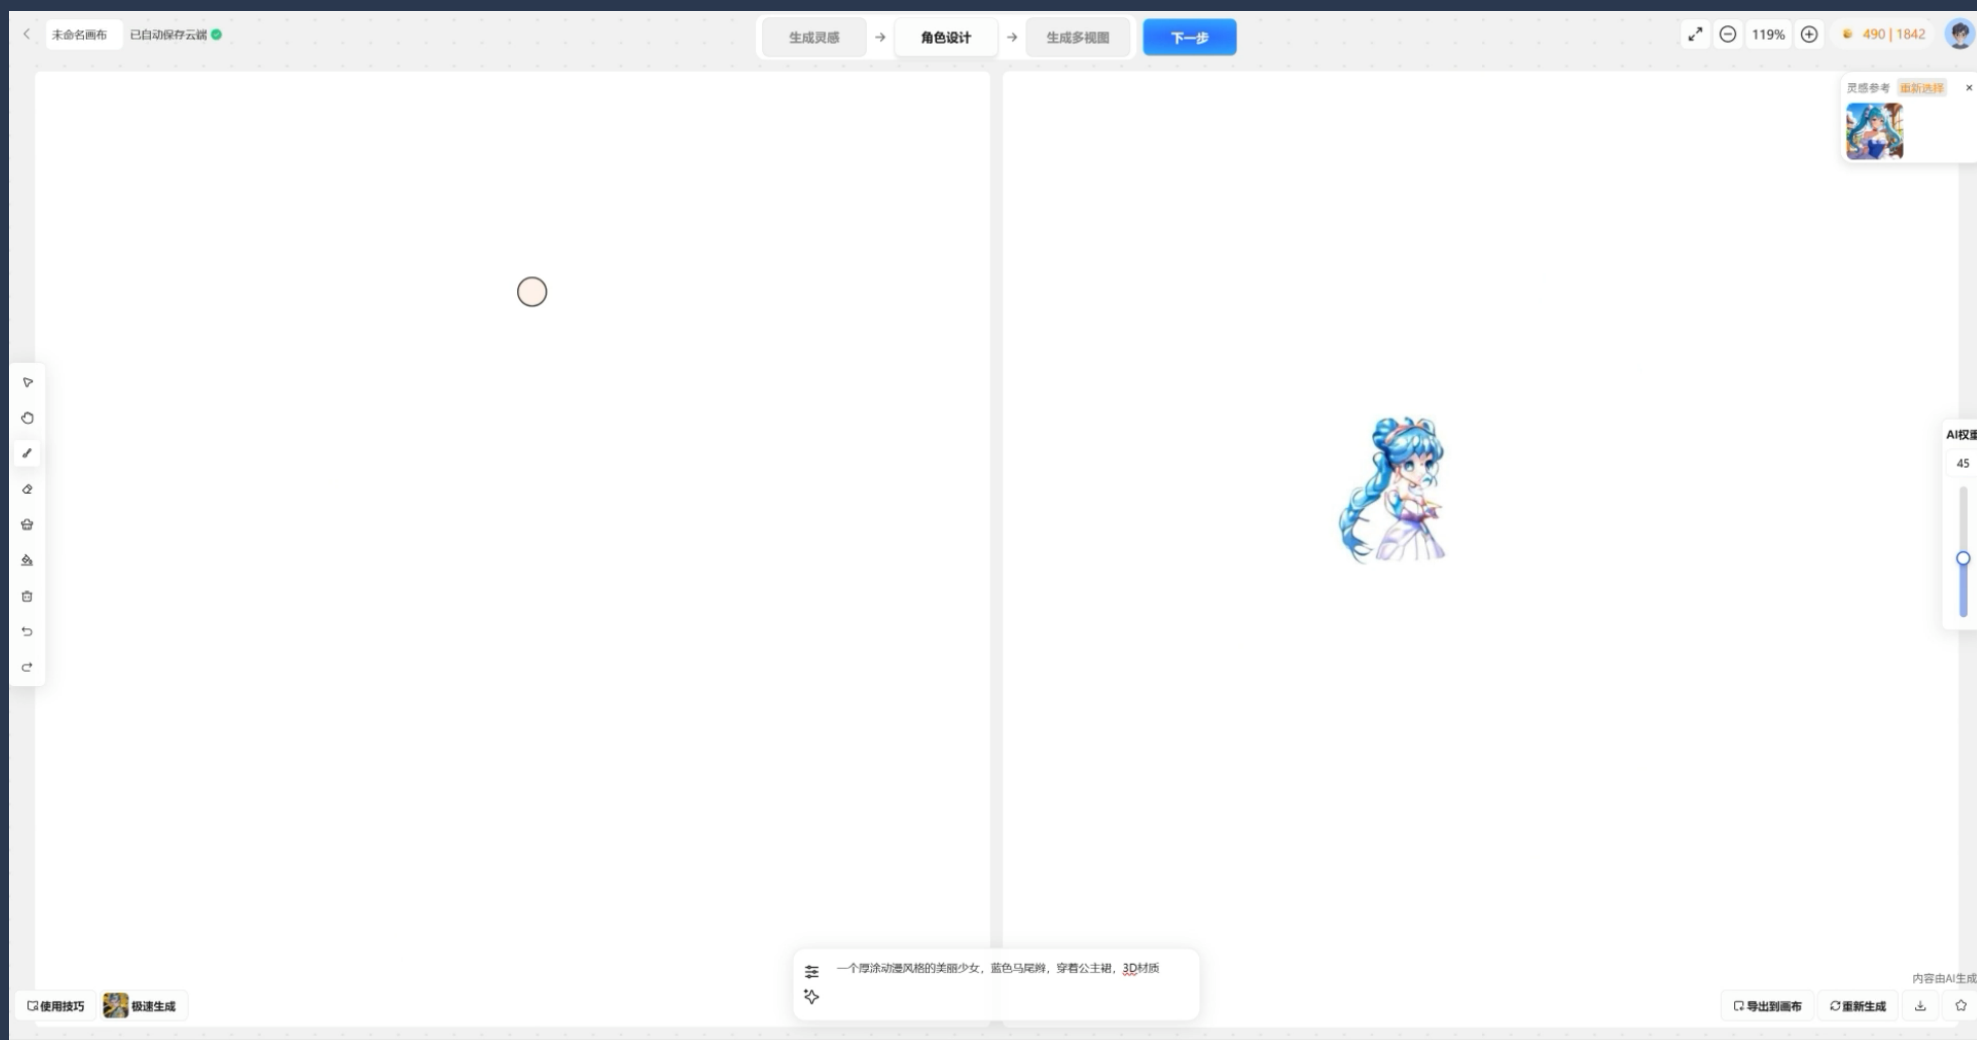 未命名画布
已自动保存云端
生成灵感
角色设计
生成多视图
下一步
119%
490 | 1842
灵感参考
重新选择
AI权重
45
一个厚涂动漫风格的美丽少女，蓝色马尾辫，穿着公主裙，3D材质
内容由AI生成
使用技巧
极速生成
导出到画布
重新生成